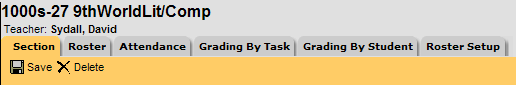 1000s-27 9thWorldLit/Comp
Teacher: Sydall, David
Section Roster Attendance Grading By Task Grading By Student Roster Setup
Save Delete